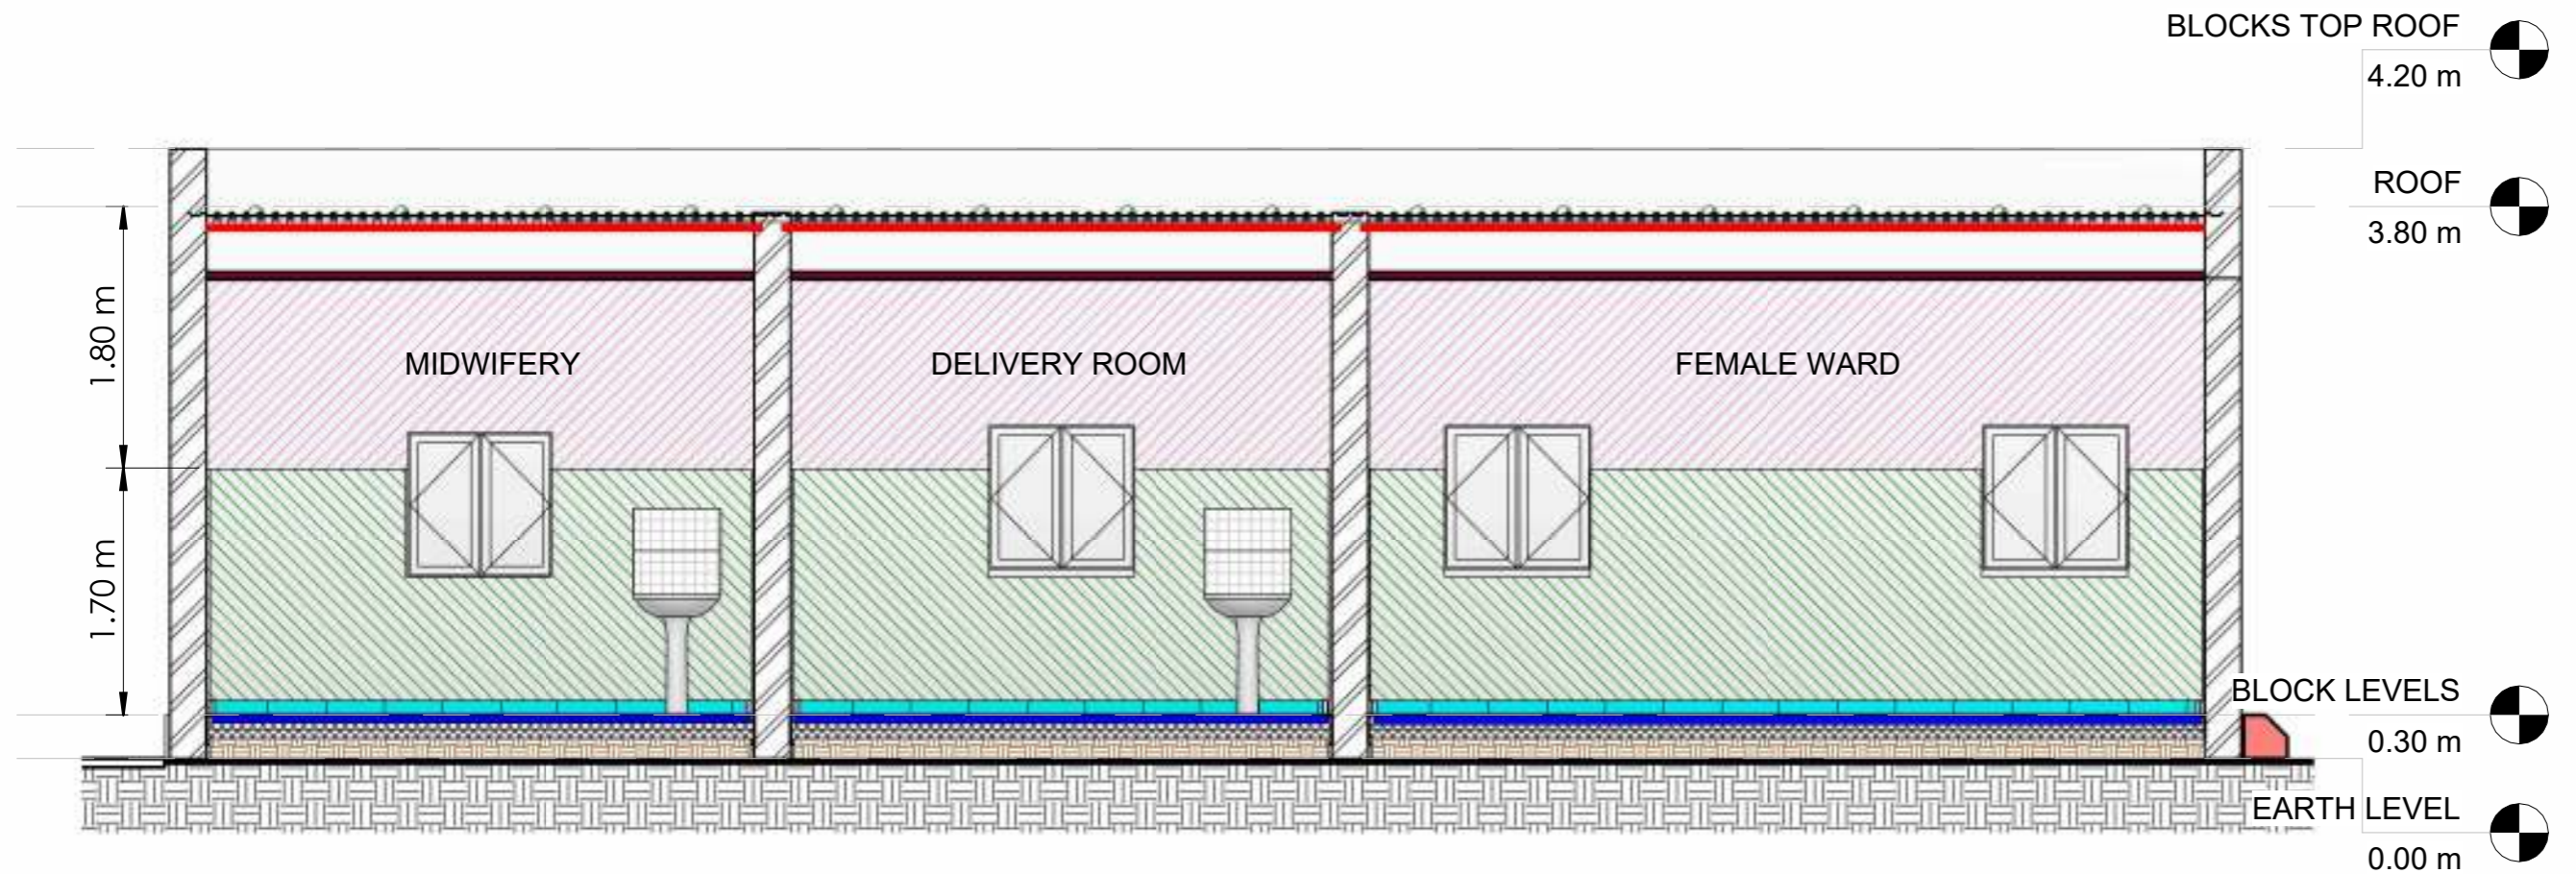 BLOCKS TOP ROOF
4.20 m
ROOF
3.80 m
1.80 m
MIDWIFERY
DELIVERY ROOM
FEMALE WARD
1.70 m
BLOCK LEVELS
0.30 m
EARTH LEVEL
0.00 m